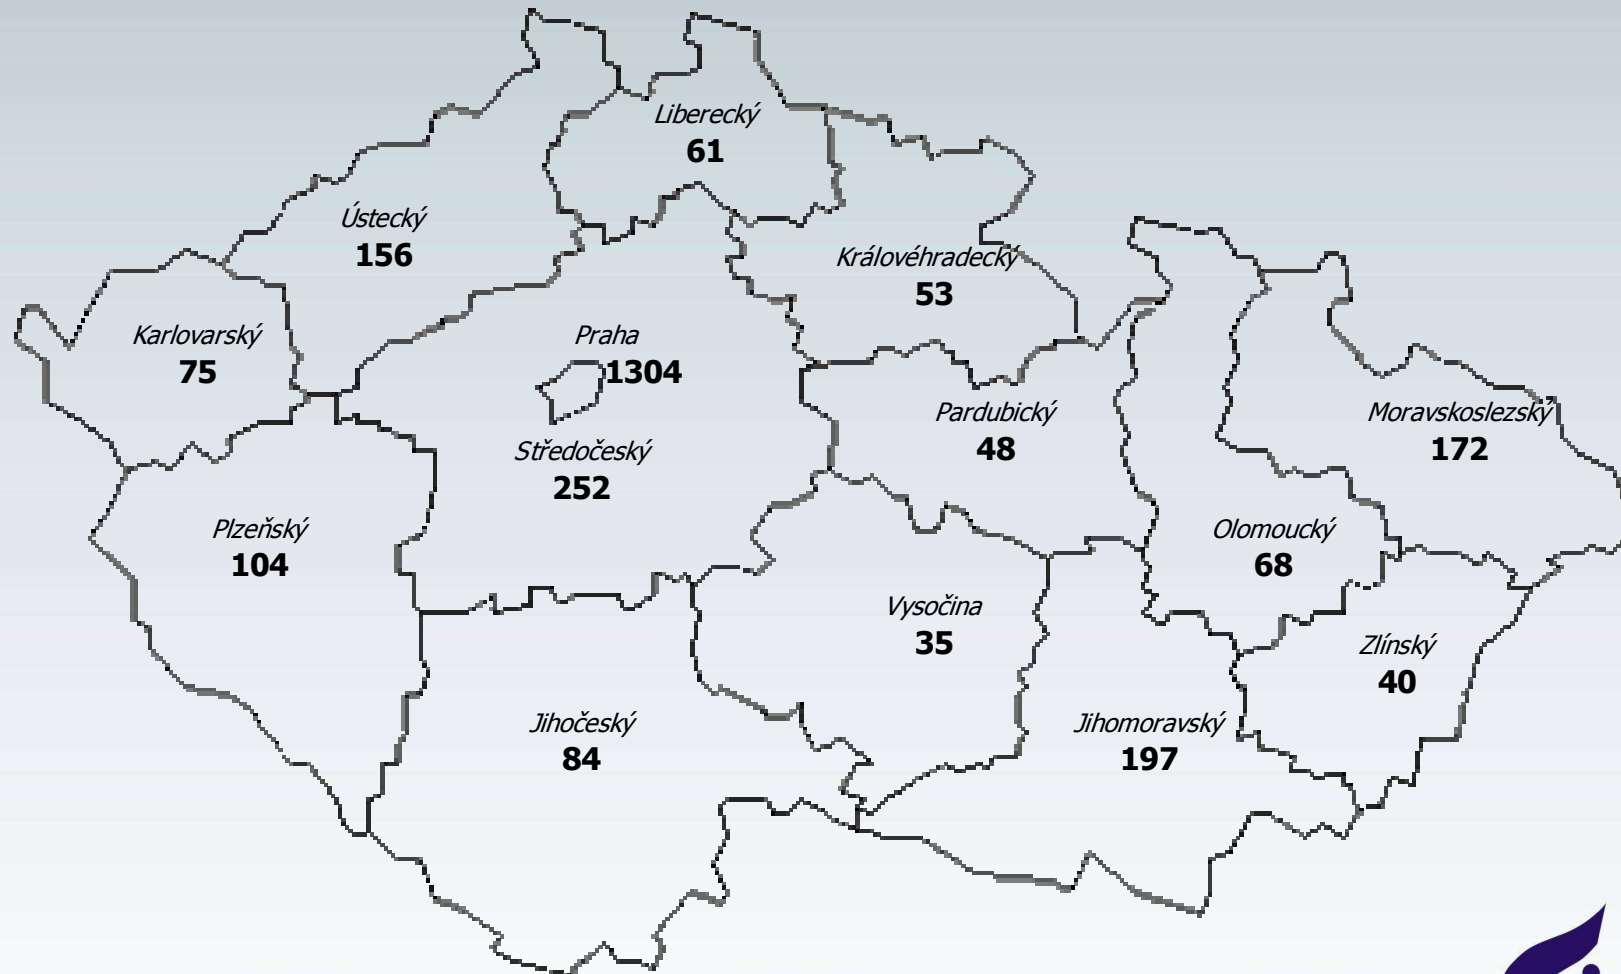 Liberecký
61
Ústecký
156
Královéhradecký
53
Karlovarský
75
Praha
1304
Pardubický
48
Moravskoslezský
172
Středočeský
252
Plzeňský
104
Olomoucký
68
Vysočina
35
Zlínský
40
Jihočeský
84
Jihomoravský
197